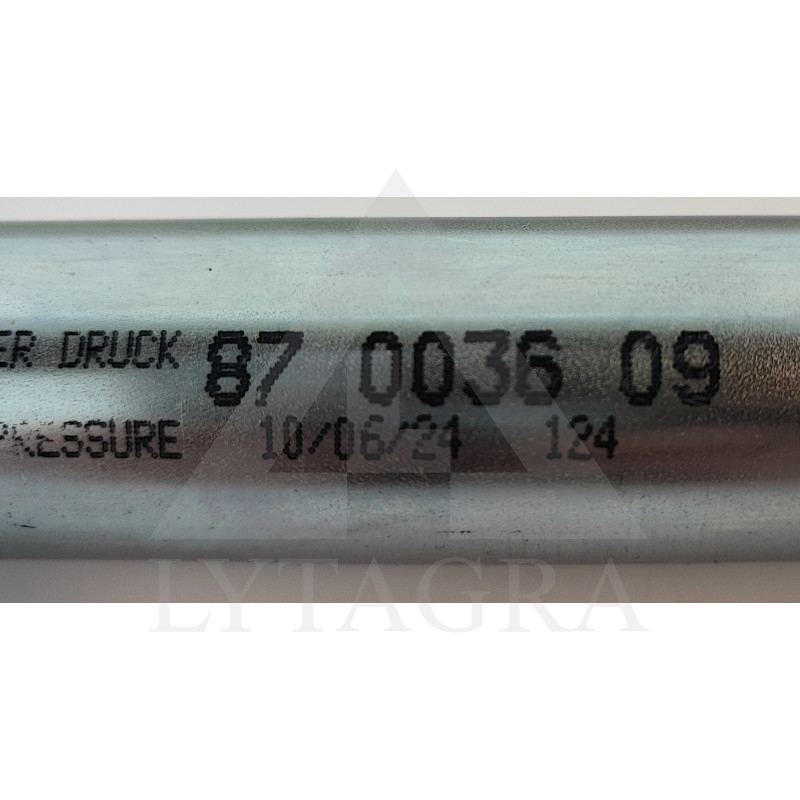 ER DRUCK 87 0036 09
PRESSURE 10/06/24 124
LYTAGRA